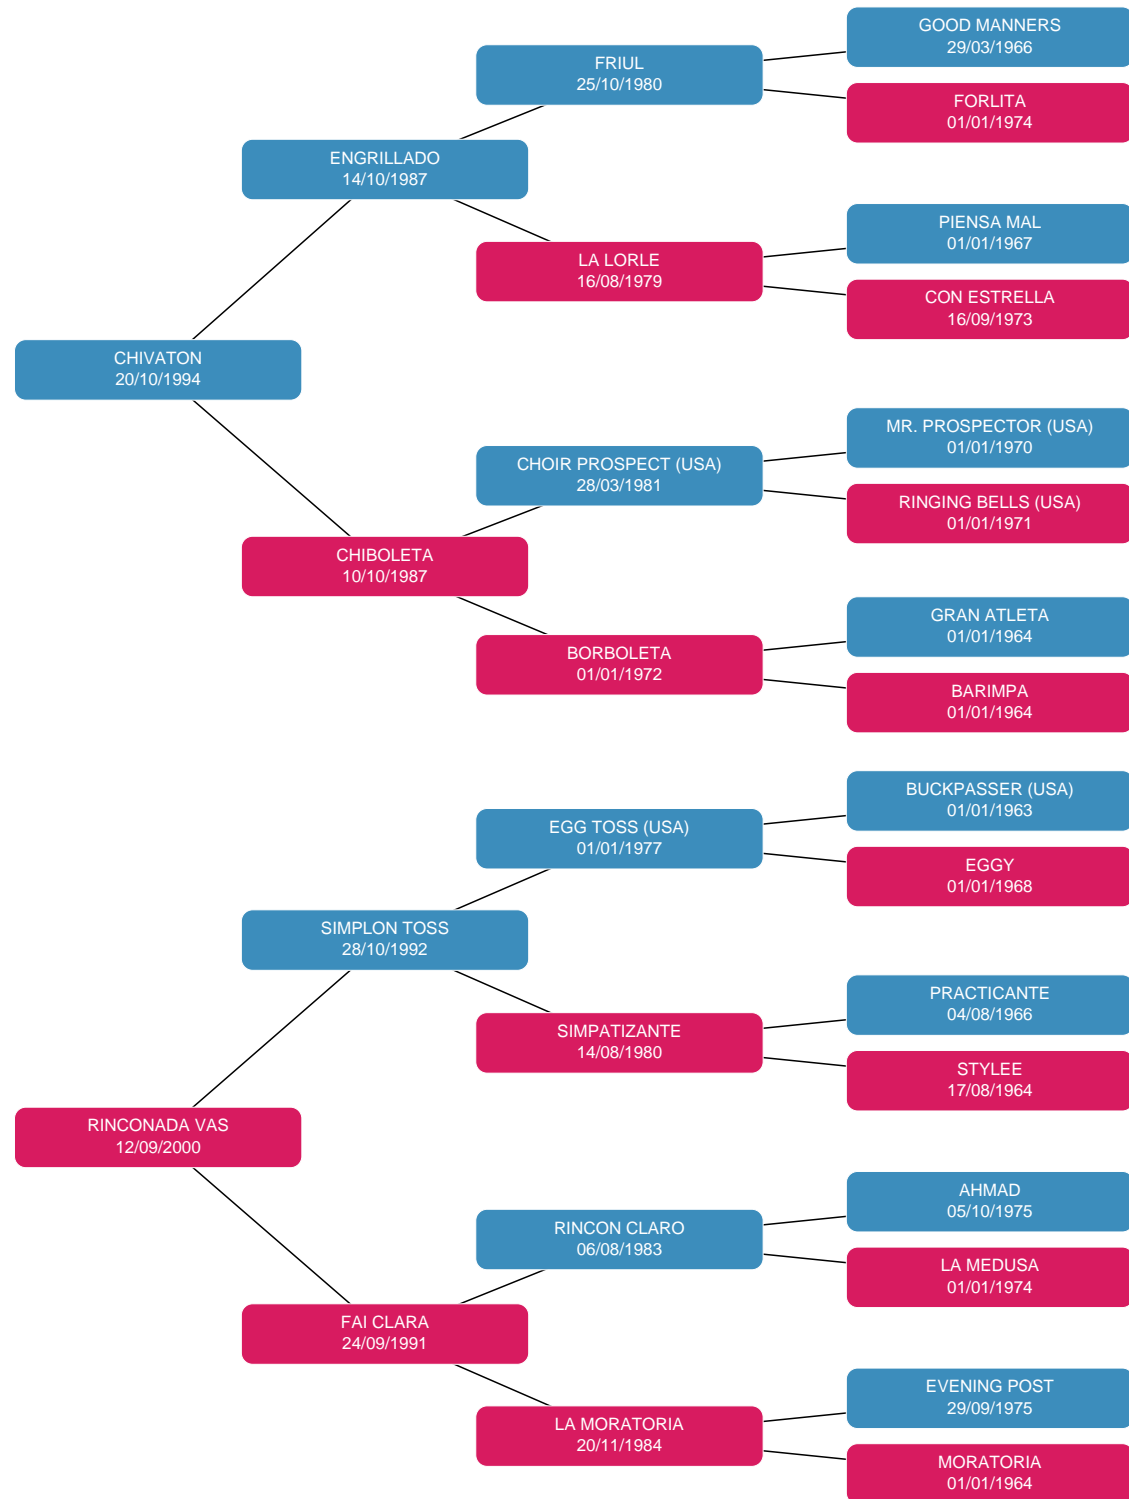 GOOD MANNERS
29/03/1966
FRIUL
25/10/1980
FORLITA
01/01/1974
ENGRILLADO
14/10/1987
PIENSA MAL
01/01/1967
LA LORLE
16/08/1979
CON ESTRELLA
16/09/1973
CHIVATON
20/10/1994
MR. PROSPECTOR (USA)
01/01/1970
CHOIR PROSPECT (USA)
28/03/1981
RINGING BELLS (USA)
01/01/1971
CHIBOLETA
10/10/1987
GRAN ATLETA
01/01/1964
BORBOLETA
01/01/1972
BARIMPA
01/01/1964
BUCKPASSER (USA)
01/01/1963
EGG TOSS (USA)
01/01/1977
EGGY
01/01/1968
SIMPLON TOSS
28/10/1992
PRACTICANTE
04/08/1966
SIMPATIZANTE
14/08/1980
STYLEE
17/08/1964
RINCONADA VAS
12/09/2000
AHMAD
05/10/1975
RINCON CLARO
06/08/1983
LA MEDUSA
01/01/1974
FAI CLARA
24/09/1991
EVENING POST
29/09/1975
LA MORATORIA
20/11/1984
MORATORIA
01/01/1964